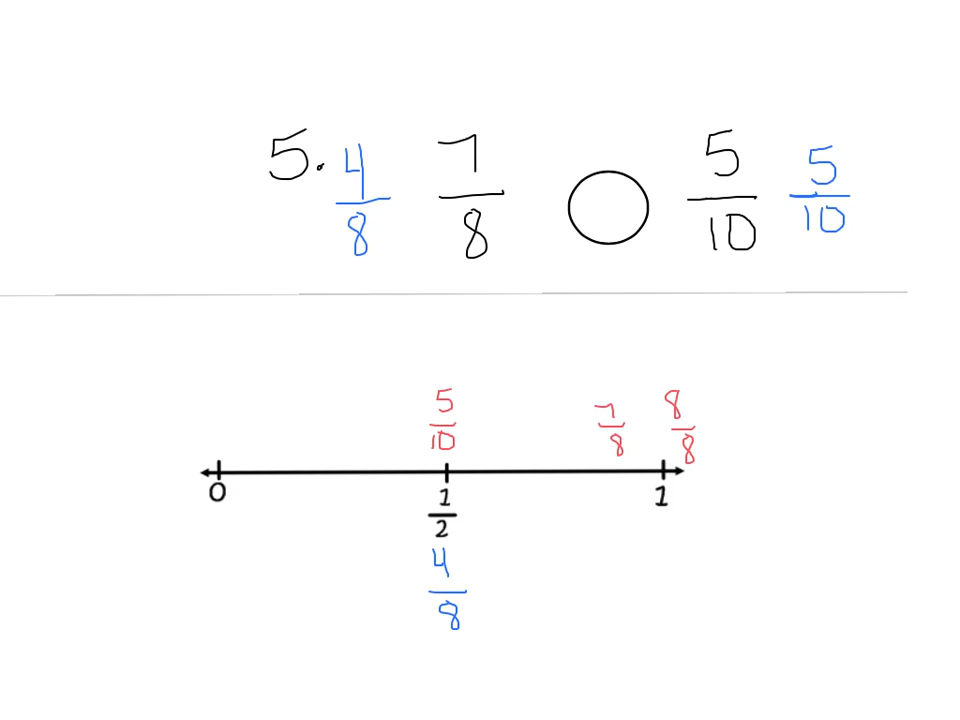 5. 4/8 7/8 ○ 5/10 5/10
5/10 7/8 8/8
0 1/2 1
4/8